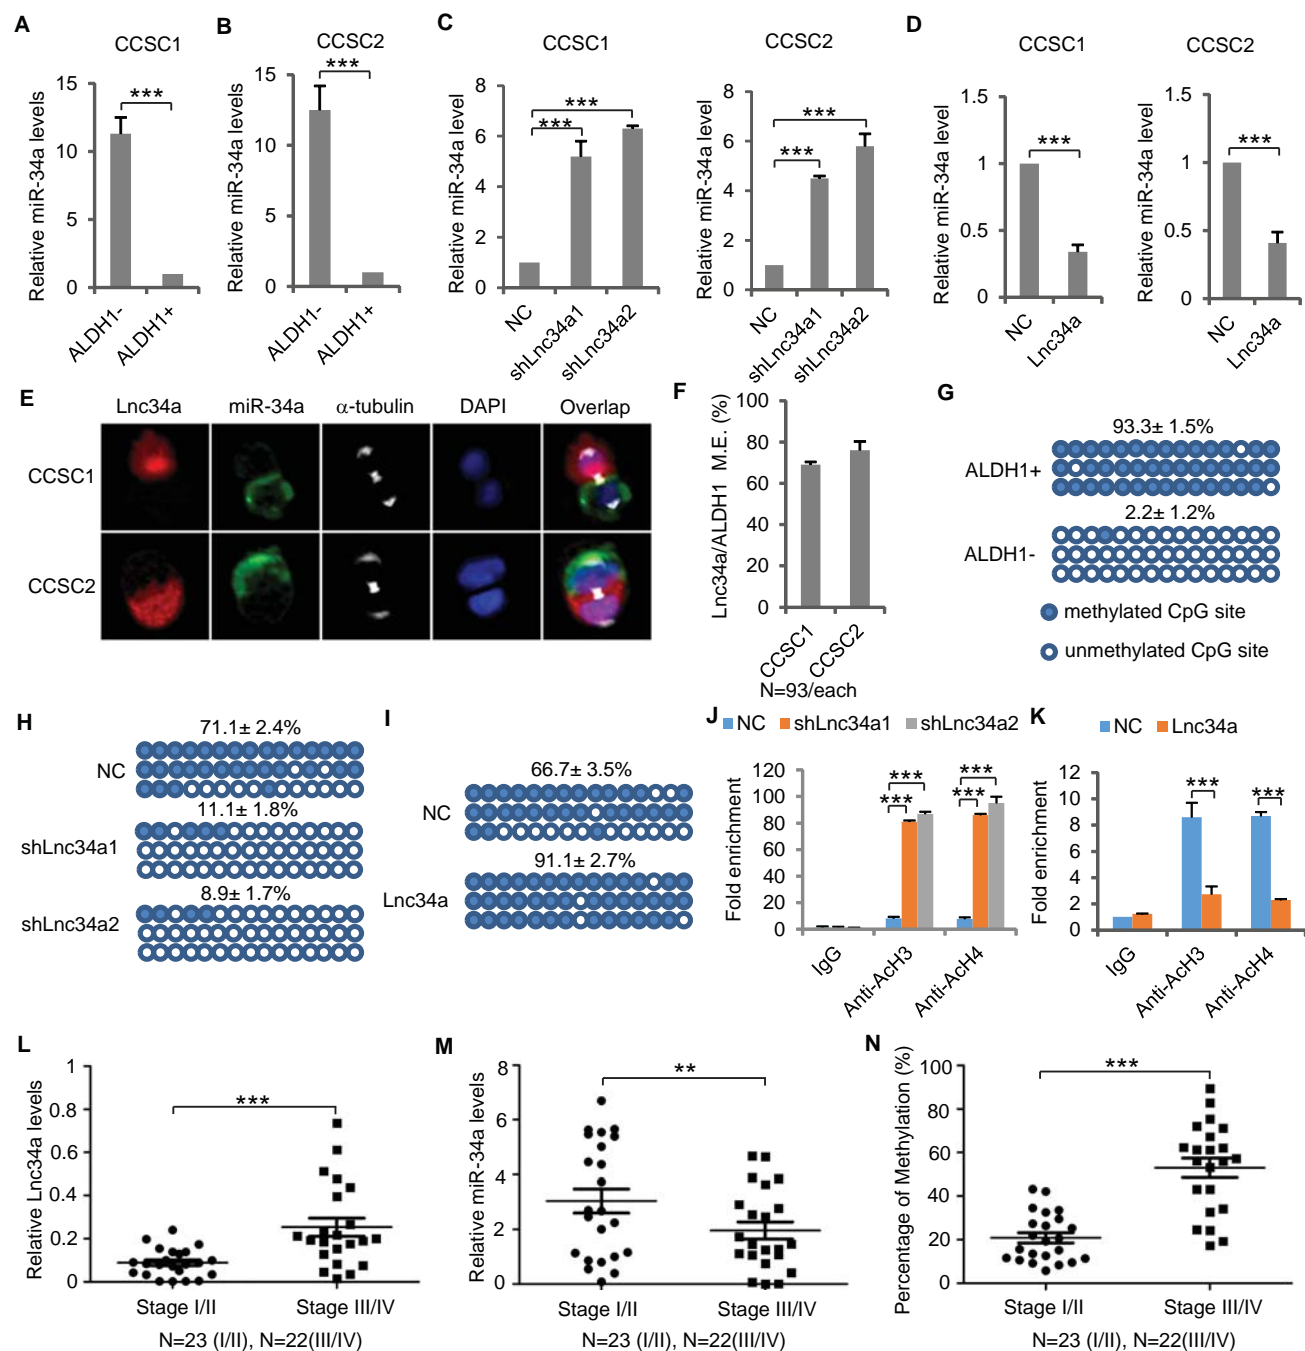 A
CCSC1
Relative miR-34a levels
15
10
5
0
***
ALDH1-
ALDH1+
B
CCSC2
Relative miR-34a levels
15
10
5
0
***
ALDH1-
ALDH1+
C
CCSC1
Relative miR-34a level
8
6
4
2
0
***
***
NC
shLnc34a1
shLnc34a2
CCSC2
Relative miR-34a level
8
6
4
2
0
***
***
NC
shLnc34a1
shLnc34a2
D
CCSC1
Relative miR-34a level
1.5
1
0.5
0
***
NC
Lnc34a
CCSC2
Relative miR-34a level
1.5
1
0.5
0
***
NC
Lnc34a
E
Lnc34a
miR-34a
α-tubulin
DAPI
Overlap
CCSC1
CCSC2
F
Lnc34a/ALDH1 M.E. (%)
100
80
60
40
20
0
CCSC1
CCSC2
N=93/each
G
93.3± 1.5%
ALDH1+
2.2± 1.2%
ALDH1-
methylated CpG site
unmethylated CpG site
H
71.1± 2.4%
NC
11.1± 1.8%
shLnc34a1
8.9± 1.7%
shLnc34a2
I
66.7± 3.5%
NC
91.1± 2.7%
Lnc34a
J
NC
shLnc34a1
shLnc34a2
Fold enrichment
120
100
80
60
40
20
0
***
***
***
***
IgG
Anti-AcH3
Anti-AcH4
K
NC
Lnc34a
Fold enrichment
12
10
8
6
4
2
0
***
***
IgG
Anti-AcH3
Anti-AcH4
L
Relative Lnc34a levels
1
0.8
0.6
0.4
0.2
0
***
Stage I/II
Stage III/IV
N=23 (I/II), N=22(III/IV)
M
Relative miR-34a levels
8
6
4
2
0
**
Stage I/II
Stage III/IV
N=23 (I/II), N=22(III/IV)
N
Percentage of Methylation (%)
100
80
60
40
20
0
***
Stage I/II
Stage III/IV
N=23 (I/II), N=22(III/IV)